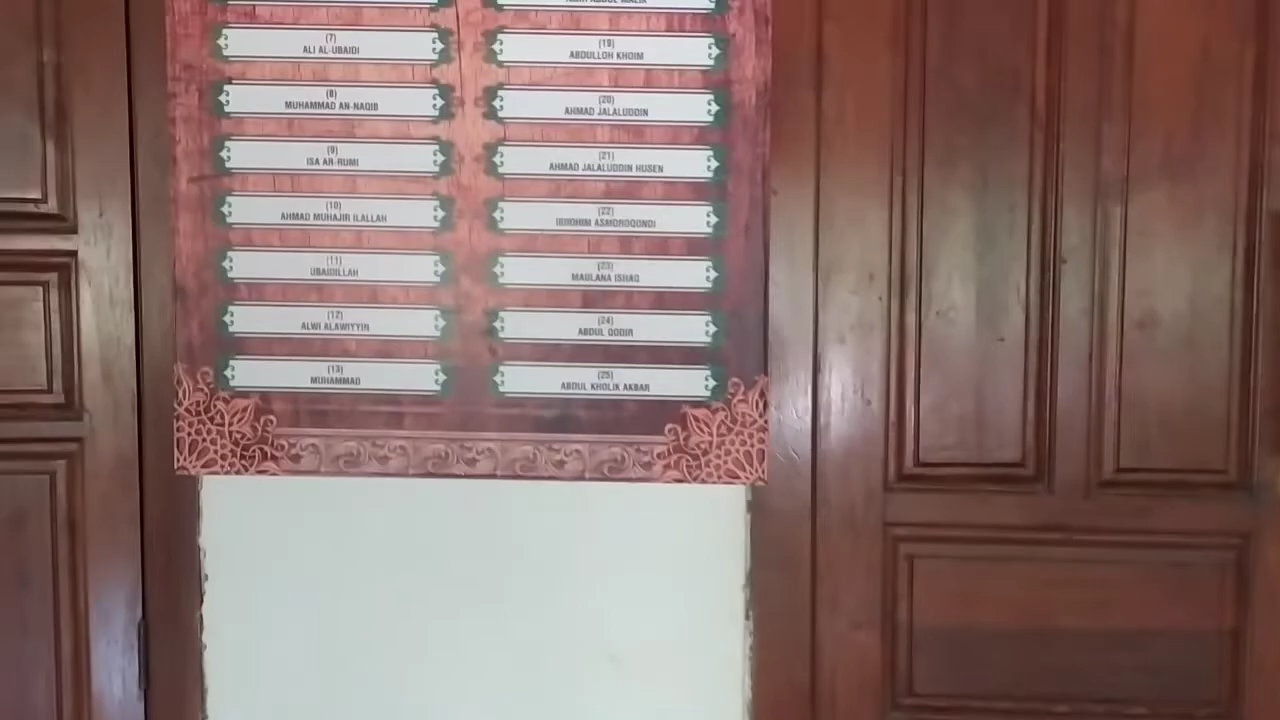 (7)
ALI AL-UBAIDI
(8)
MUHAMMAD AN-NAQIB
(9)
ISA AR-RUMI
(10)
AHMAD MUHAJIR ILALLAH
(11)
UBAIDILLAH
(12)
ALWI ALAWIYYIN
(13)
MUHAMMAD
(19)
ABDULLOH KHOIM
(20)
AHMAD JALALUDDIN
(21)
AHMAD JALALUDDIN HUSEN
(22)
IBROHIM ASMOROQONDI
(23)
MAULANA ISHAQ
(24)
ABDUL QODIR
(25)
ABDUL KHOLIK AKBAR